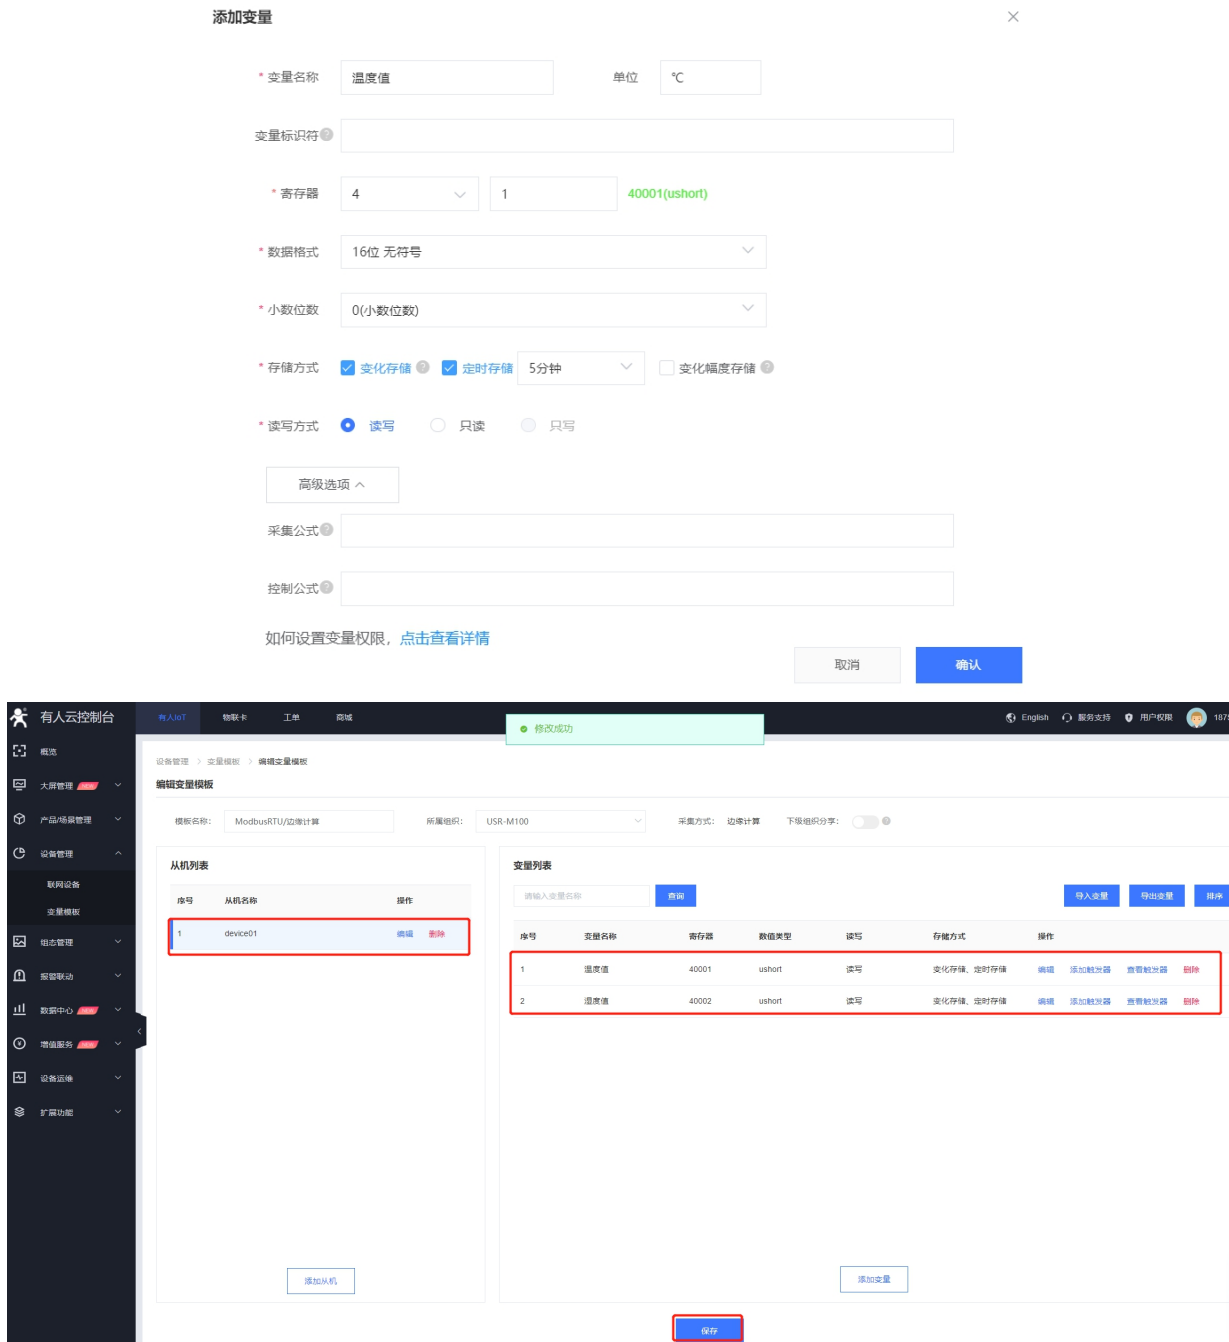 添加变量
* 变量名称 温度值 单位 ℃
变量标识符
* 寄存器 4 1 40001(ushort)
* 数据格式 16位 无符号
* 小数位数 0(小数位数)
* 存储方式 变化存储 定时存储 5分钟 变化幅度存储
* 读写方式 读写 只读 只写
高级选项
采集公式
控制公式
如何设置变量权限，点击查看详情
取消 确认
有人云控制台 有人IoT 物联卡 工单 商城 修改成功 English 服务支持 用户权限 187
概览
大屏管理 NEW
产品/场景管理
设备管理
联网设备
变量模板
组态管理
报警联动
数据中心 NEW
增值服务 NEW
设备运维
扩展功能
设备管理 > 变量模板 > 编辑变量模板
编辑变量模板
模板名称： ModbusRTU/边缘计算 所属组织： USR-M100 采集方式： 边缘计算 下级组织分享：
从机列表
序号 从机名称 操作
1 device01 编辑 删除
添加从机
变量列表
请输入变量名称 查询 导入变量 导出变量 排序
序号 变量名称 寄存器 数值类型 读写 存储方式 操作
1 温度值 40001 ushort 读写 变化存储、定时存储 编辑 添加触发器 查看触发器 删除
2 湿度值 40002 ushort 读写 变化存储、定时存储 编辑 添加触发器 查看触发器 删除
添加变量
保存